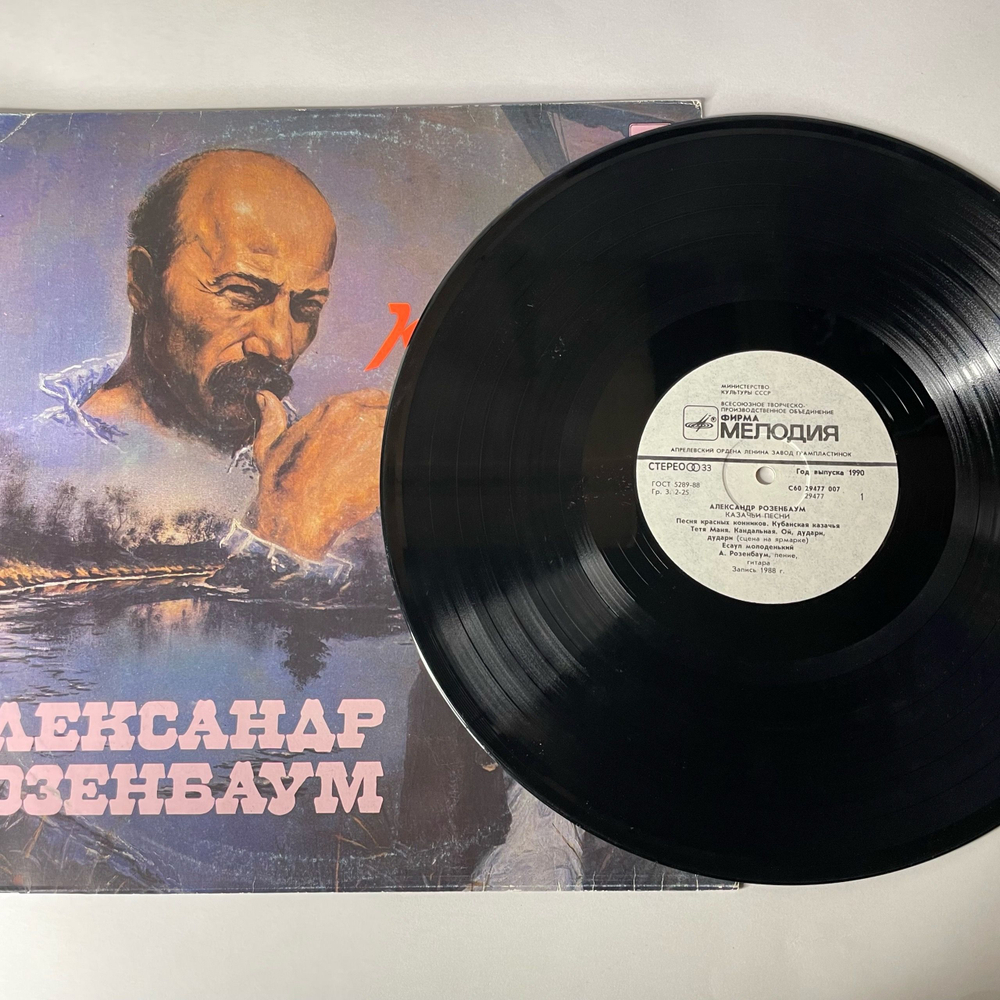 К
ЛЕКСАНДР
ОЗЕНБАУМ
МИНИСТЕРСТВО
КУЛЬТУРЫ СССР
ВСЕСОЮЗНОЕ ТВОРЧЕСКО-
ПРОИЗВОДСТВЕННОЕ ОБЪЕДИНЕНИЕ
ФИРМА
® МЕЛОДИЯ
АПРЕЛЕВСКИЙ ОРДЕНА ЛЕНИНА ЗАВОД ГРАМПЛАСТИНОК
СТЕРЕО 33 Год выпуска 1990
ГОСТ 5289-88 С60 29477 007
Гр. 3. 2-25 29477 1
АЛЕКСАНДР РОЗЕНБАУМ
КАЗАЧЬИ ПЕСНИ
Песня красных конников. Кубанская казачья
Тетя Маня. Кандальная. Ой, дудари,
дудари (сцена на ярмарке)
Есаул молоденький
А. Розенбаум, пение,
гитара
Запись 1988 г.